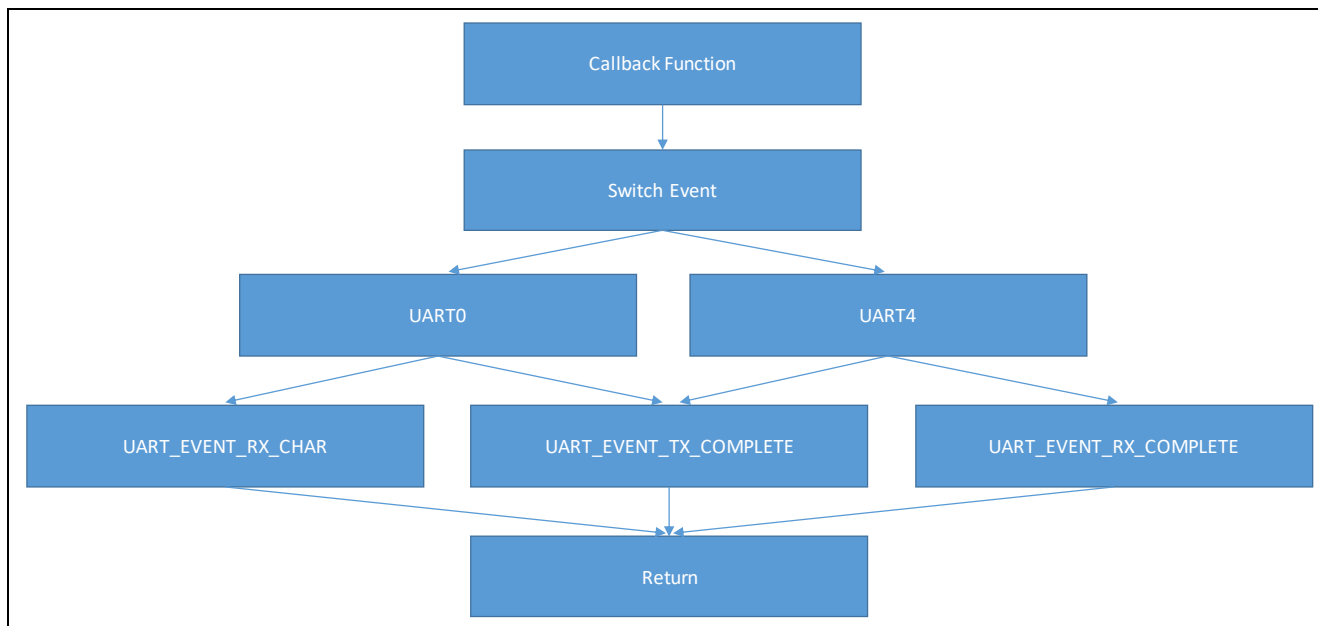 Callback Function
Switch Event
UART0
UART4
UART_EVENT_RX_CHAR
UART_EVENT_TX_COMPLETE
UART_EVENT_RX_COMPLETE
Return